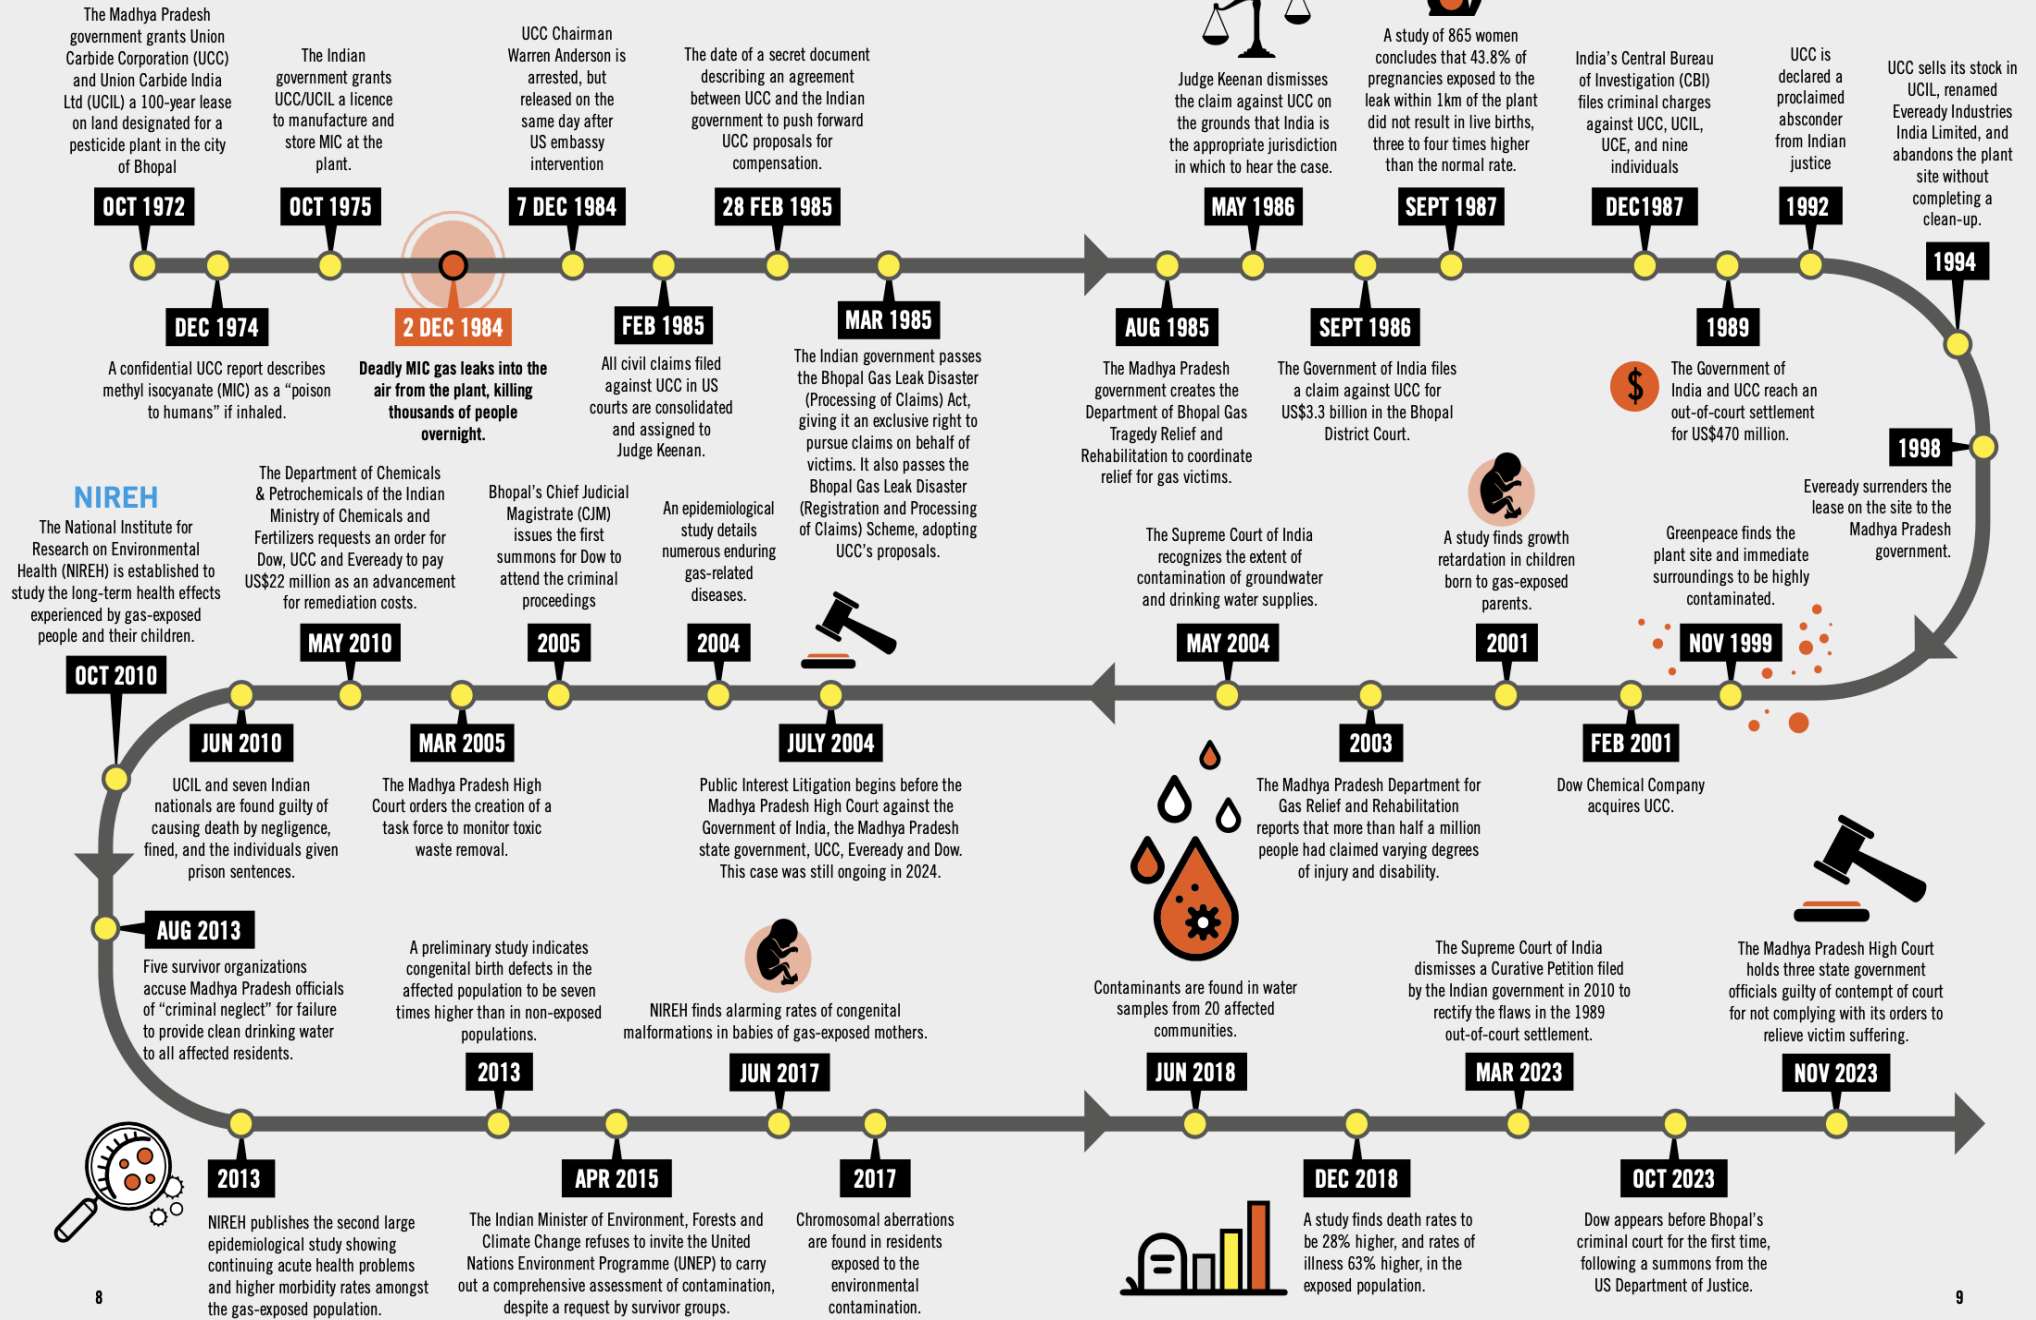 The Madhya Pradesh
government grants Union
Carbide Corporation (UCC)
and Union Carbide India
Ltd (UCIL) a 100-year lease
on land designated for a
pesticide plant in the city
of Bhopal
OCT 1972
DEC 1974
A confidential UCC report describes
methyl isocyanate (MIC) as a “poison
to humans” if inhaled.
The Indian
government grants
UCC/UCIL a licence
to manufacture and
store MIC at the
plant.
OCT 1975
2 DEC 1984
Deadly MIC gas leaks into the
air from the plant, killing
thousands of people
overnight.
UCC Chairman
Warren Anderson is
arrested, but
released on the
same day after
US embassy
intervention
7 DEC 1984
FEB 1985
All civil claims filed
against UCC in US
courts are consolidated
and assigned to
Judge Keenan.
The date of a secret document
describing an agreement
between UCC and the Indian
government to push forward
UCC proposals for
compensation.
28 FEB 1985
MAR 1985
The Indian government passes
the Bhopal Gas Leak Disaster
(Processing of Claims) Act,
giving it an exclusive right to
pursue claims on behalf of
victims. It also passes the
Bhopal Gas Leak Disaster
(Registration and Processing
of Claims) Scheme, adopting
UCC’s proposals.
AUG 1985
The Madhya Pradesh
government creates the
Department of Bhopal Gas
Tragedy Relief and
Rehabilitation to coordinate
relief for gas victims.
Judge Keenan dismisses
the claim against UCC on
the grounds that India is
the appropriate jurisdiction
in which to hear the case.
MAY 1986
SEPT 1986
The Government of India files
a claim against UCC for
US$3.3 billion in the Bhopal
District Court.
A study of 865 women
concludes that 43.8% of
pregnancies exposed to the
leak within 1km of the plant
did not result in live births,
three to four times higher
than the normal rate.
SEPT 1987
India’s Central Bureau
of Investigation (CBI)
files criminal charges
against UCC, UCIL,
UCE, and nine
individuals
DEC1987
1989
$
The Government of
India and UCC reach an
out-of-court settlement
for US$470 million.
UCC is
declared a
proclaimed
absconder
from Indian
justice
1992
UCC sells its stock in
UCIL, renamed
Eveready Industries
India Limited, and
abandons the plant
site without
completing a
clean-up.
1994
1998
Eveready surrenders the
lease on the site to the
Madhya Pradesh
government.
Greenpeace finds the
plant site and immediate
surroundings to be highly
contaminated.
NOV 1999
FEB 2001
Dow Chemical Company
acquires UCC.
A study finds growth
retardation in children
born to gas-exposed
parents.
2001
2003
The Madhya Pradesh Department for
Gas Relief and Rehabilitation
reports that more than half a million
people had claimed varying degrees
of injury and disability.
The Supreme Court of India
recognizes the extent of
contamination of groundwater
and drinking water supplies.
MAY 2004
JULY 2004
Public Interest Litigation begins before the
Madhya Pradesh High Court against the
Government of India, the Madhya Pradesh
state government, UCC, Eveready and Dow.
This case was still ongoing in 2024.
An epidemiological
study details
numerous enduring
gas-related
diseases.
2004
Bhopal’s Chief Judicial
Magistrate (CJM)
issues the first
summons for Dow to
attend the criminal
proceedings
2005
MAR 2005
The Madhya Pradesh High
Court orders the creation of a
task force to monitor toxic
waste removal.
The Department of Chemicals
& Petrochemicals of the Indian
Ministry of Chemicals and
Fertilizers requests an order for
Dow, UCC and Eveready to pay
US$22 million as an advancement
for remediation costs.
MAY 2010
JUN 2010
UCIL and seven Indian
nationals are found guilty of
causing death by negligence,
fined, and the individuals given
prison sentences.
NIREH
The National Institute for
Research on Environmental
Health (NIREH) is established to
study the long-term health effects
experienced by gas-exposed
people and their children.
OCT 2010
AUG 2013
Five survivor organizations
accuse Madhya Pradesh officials
of “criminal neglect” for failure
to provide clean drinking water
to all affected residents.
2013
NIREH publishes the second large
epidemiological study showing
continuing acute health problems
and higher morbidity rates amongst
the gas-exposed population.
A preliminary study indicates
congenital birth defects in the
affected population to be seven
times higher than in non-exposed
populations.
2013
APR 2015
The Indian Minister of Environment, Forests and
Climate Change refuses to invite the United
Nations Environment Programme (UNEP) to carry
out a comprehensive assessment of contamination,
despite a request by survivor groups.
NIREH finds alarming rates of congenital
malformations in babies of gas-exposed mothers.
JUN 2017
2017
Chromosomal aberrations
are found in residents
exposed to the
environmental
contamination.
Contaminants are found in water
samples from 20 affected
communities.
JUN 2018
DEC 2018
A study finds death rates to
be 28% higher, and rates of
illness 63% higher, in the
exposed population.
The Supreme Court of India
dismisses a Curative Petition filed
by the Indian government in 2010 to
rectify the flaws in the 1989
out-of-court settlement.
MAR 2023
OCT 2023
Dow appears before Bhopal’s
criminal court for the first time,
following a summons from the
US Department of Justice.
The Madhya Pradesh High Court
holds three state government
officials guilty of contempt of court
for not complying with its orders to
relieve victim suffering.
NOV 2023
8
9